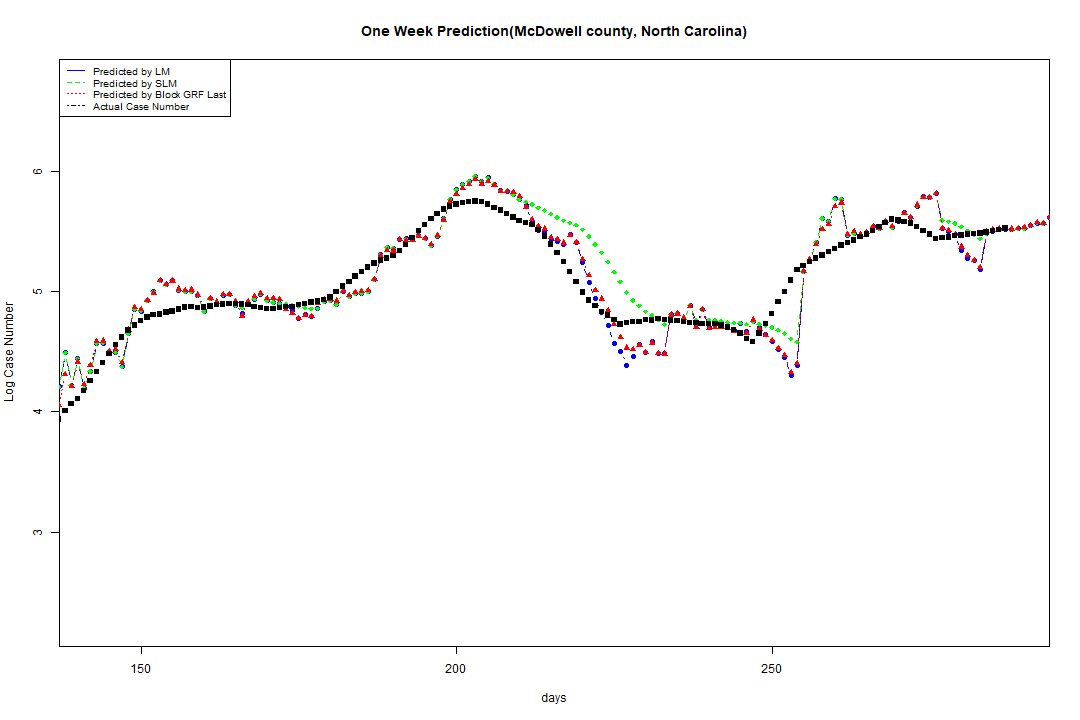 One Week Prediction(McDowell county, North Carolina)
Predicted by LM
Predicted by SLM
Predicted by Block GRF Last
Actual Case Number
Log Case Number
6
5
4
3
150
200
250
days